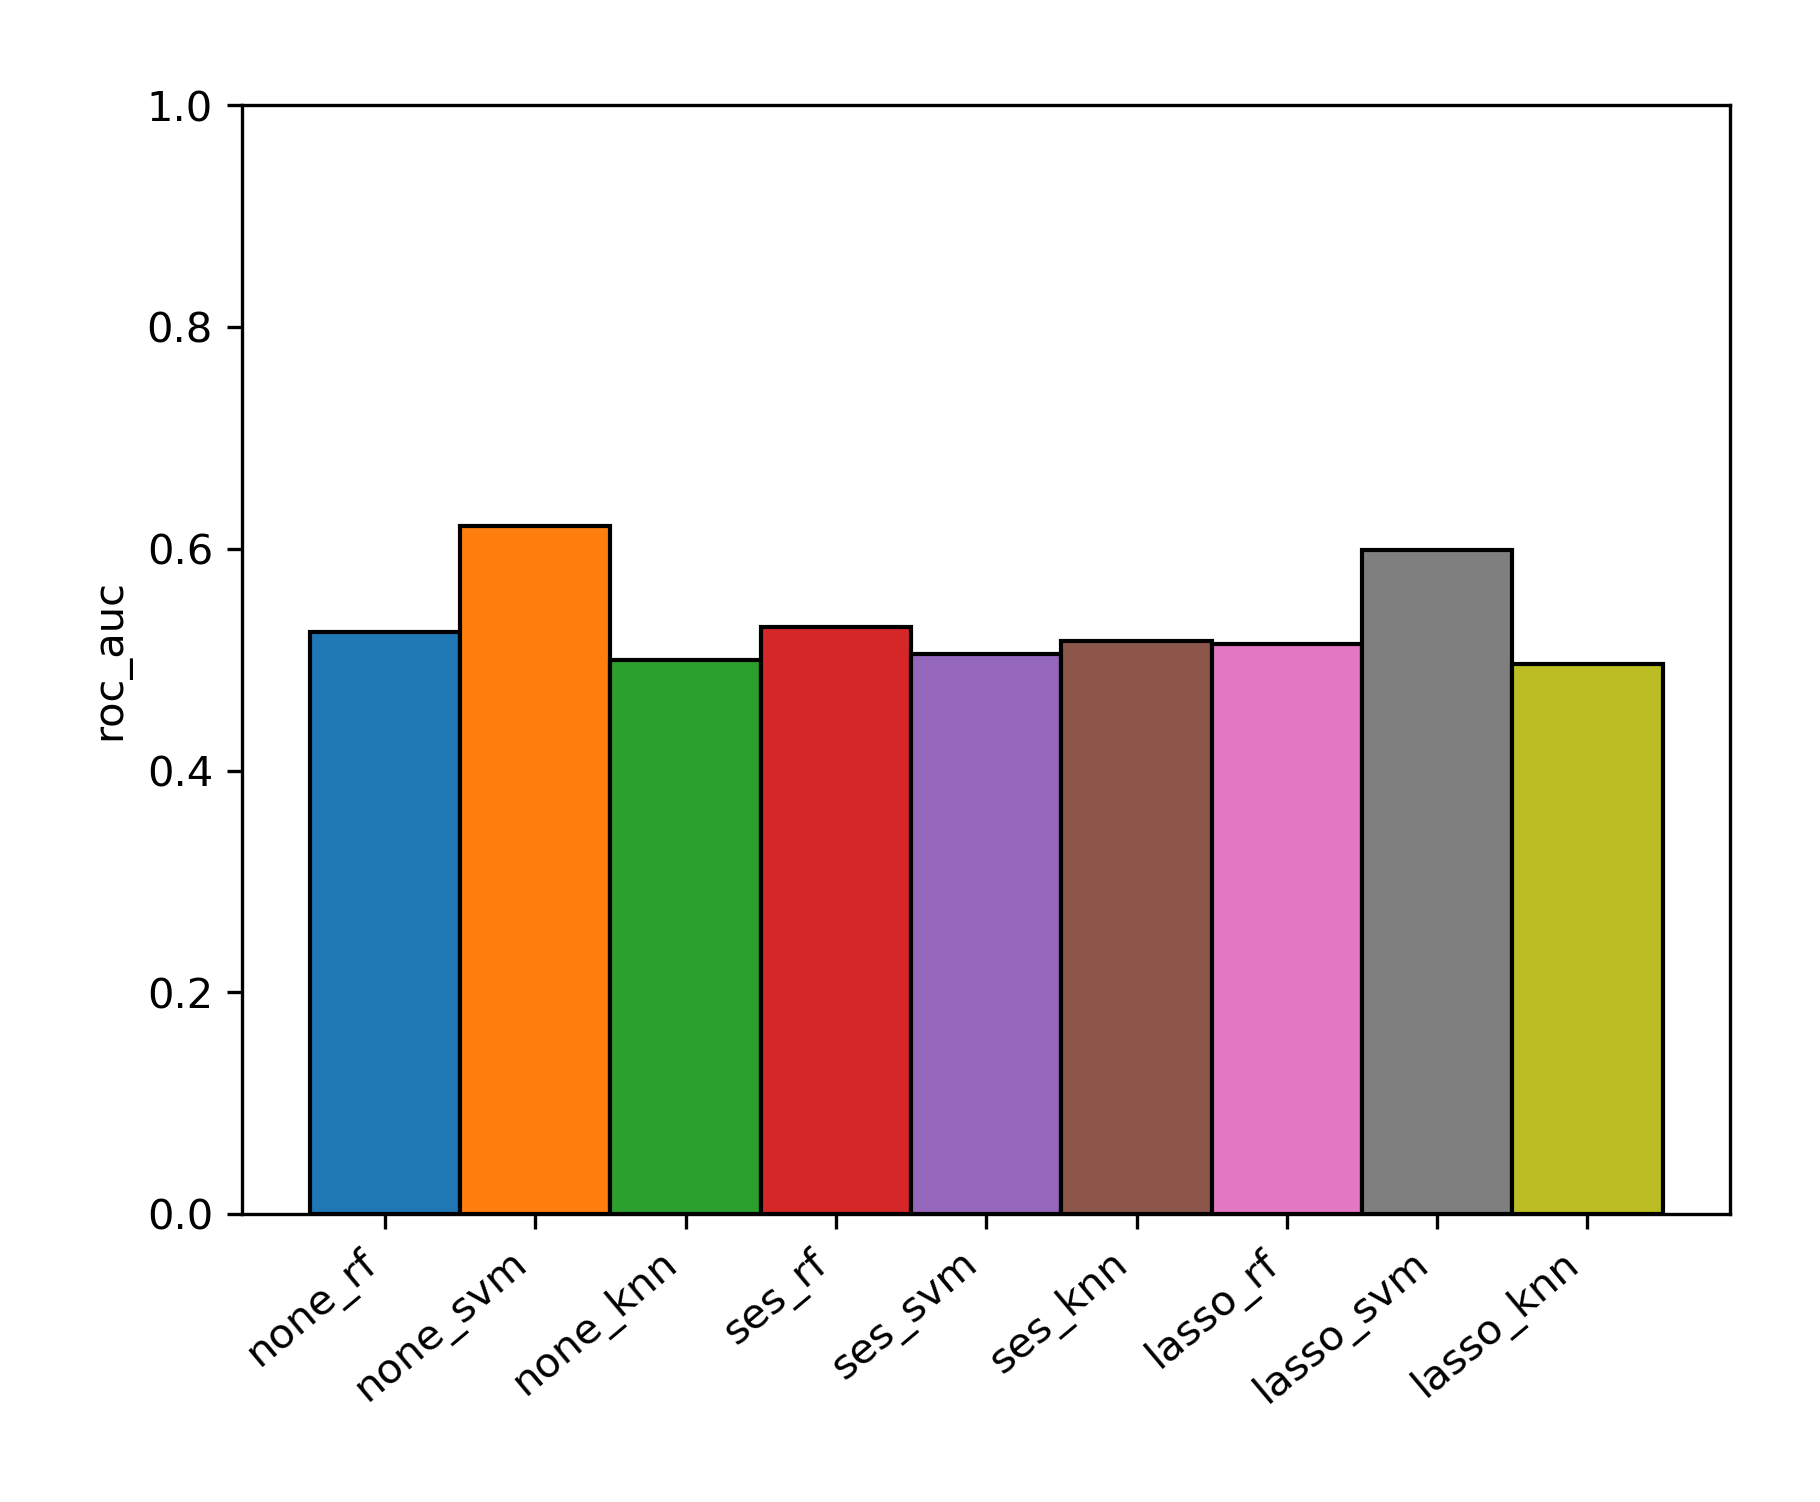 1.0
0.8
0.6
0.4
0.2
0.0
roc_auc
none_rf
none_svm
none_knn
ses_rf
ses_svm
ses_knn
lasso_rf
lasso_svm
lasso_knn